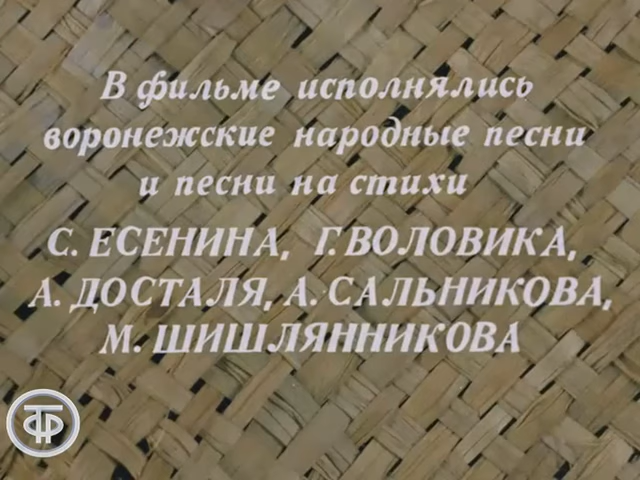 В фильме исполнялись
воронежские народные песни
и песни на стихи
С. ЕСЕНИНА, Г. ВОЛОВИКА,
А. ДОСТАЛЯ, А. САЛЬНИКОВА,
М. ШИШЛЯННИКОВА